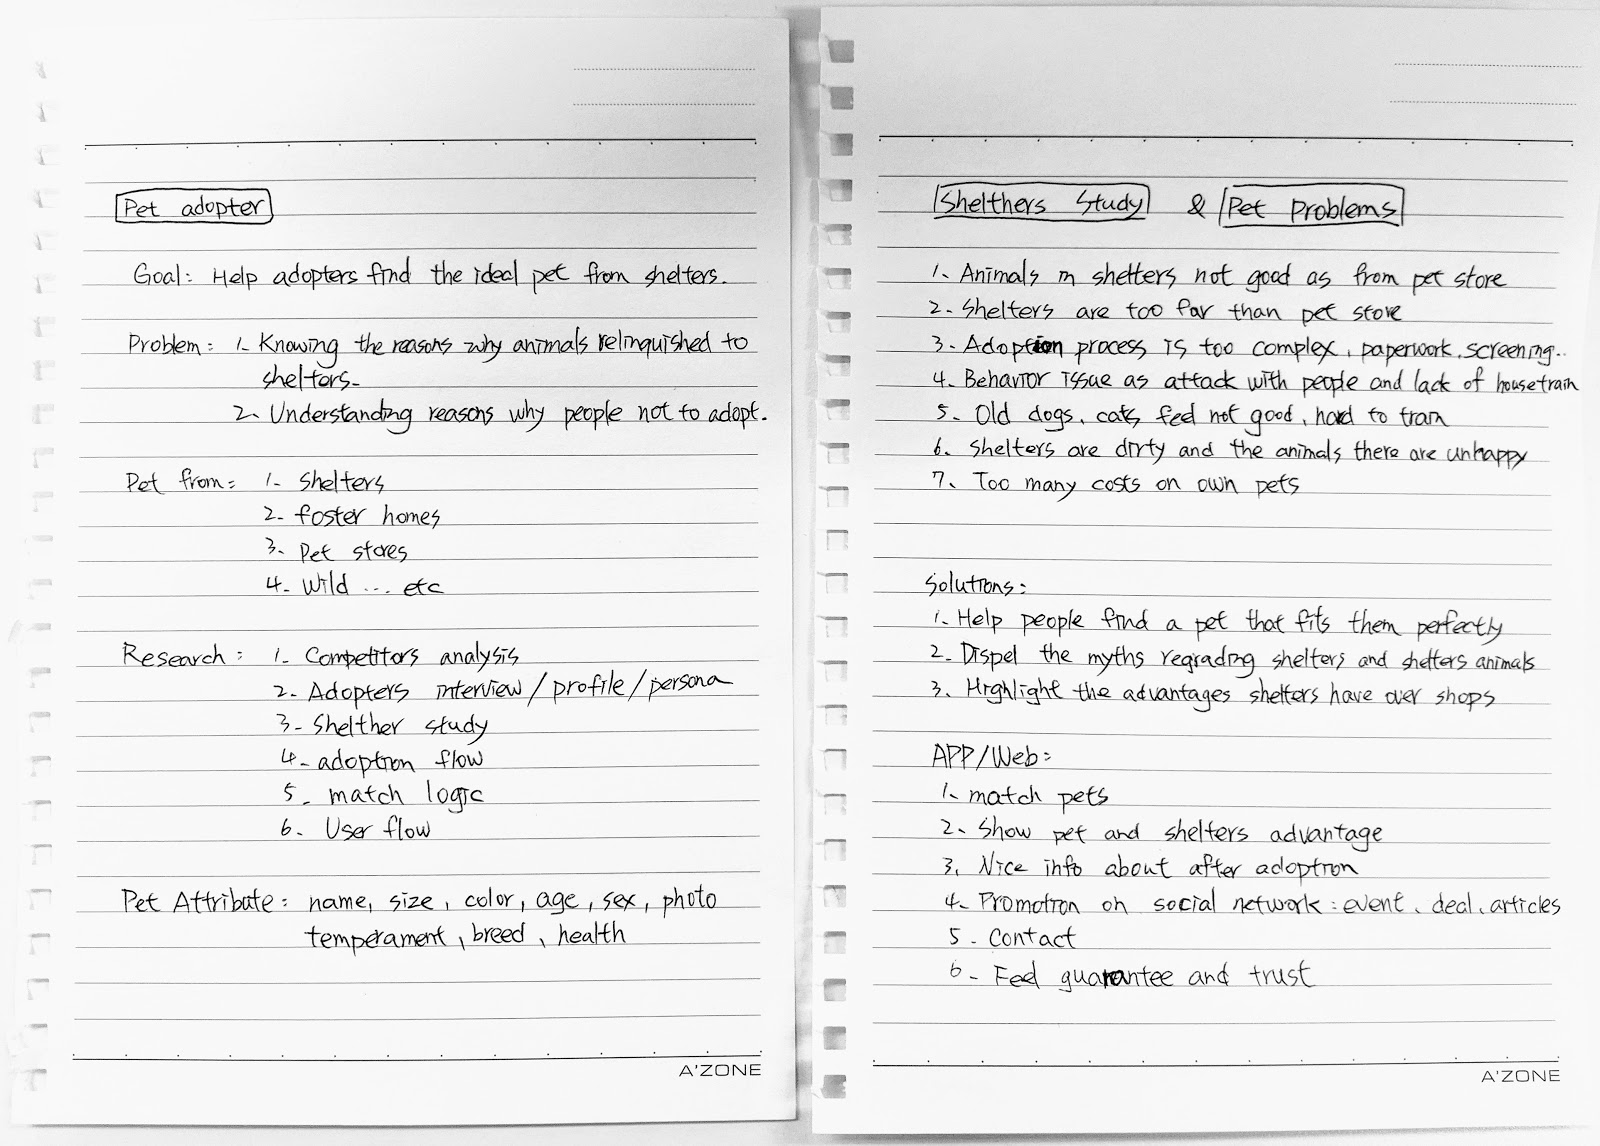 Pet adopter
Goal: Help adopters find the ideal pet from shelters.
Problem: 1- Knowing the reasons why animals relinquished to
shelters-
2- Understanding reasons why people not to adopt.
Pet from: 1- Shelters
2- foster homes
3- Pet stores
4- Wild ... etc
Research: 1- Competitors analysis
2- Adopters interview/profile/persona
3- Shelther study
4- adoption flow
5- match logic
6- User flow
Pet Attribute: name, size, color, age, sex, photo
temperament, breed, health
A'ZONE
Shelthers Study & Pet Problems
1- Animals in shelters not good as from pet store
2- Shelters are too far than pet store
3- Adoption process is too complex, paperwork, screening..
4- Behavior issue as attack with people and lack of housetrain
5- Old dogs, cats, feel not good, hard to train
6- Shelters are dirty and the animals there are unhappy
7、 Too many costs on own pets
Solutions:
1- Help people find a pet that fits them perfectly
2- Dispel the myths regrading shelters and shelters animals
3- Highlight the advantages shelters have over shops
APP/Web:
1- match pets
2- Show pet and shelters advantage
3, Nice info about after adoption
4- Promotion on social network: event, deal, articles
5- Contact
6- Feel guarantee and trust
A'ZONE